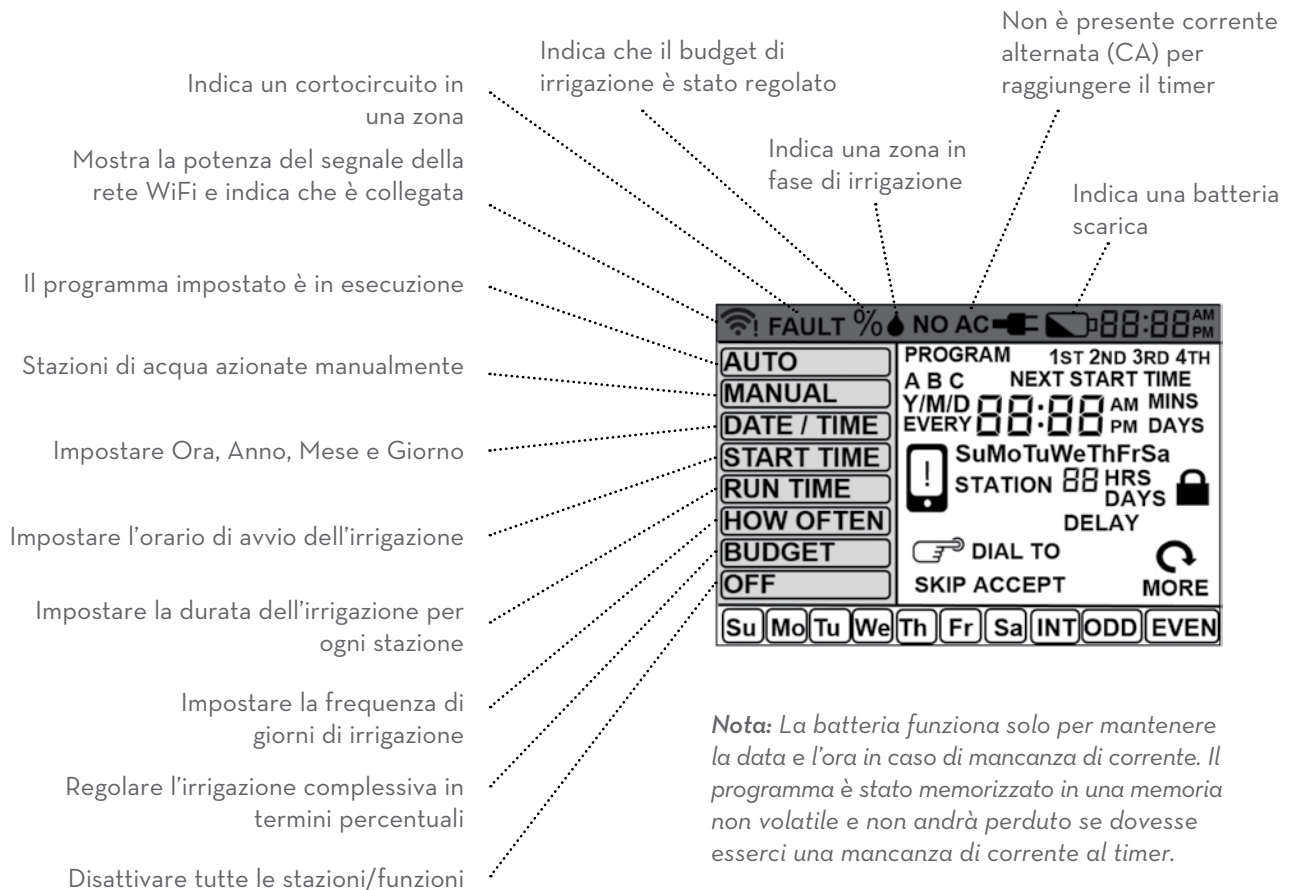 Non è presente corrente
alternata (CA) per
raggiungere il timer
Indica che il budget di
irrigazione è stato regolato
Indica un cortocircuito in
una zona
Indica una zona in
fase di irrigazione
Mostra la potenza del segnale della
rete WiFi e indica che è collegata
Indica una batteria
scarica
Il programma impostato è in esecuzione
Stazioni di acqua azionate manualmente
Impostare Ora, Anno, Mese e Giorno
Impostare l'orario di avvio dell'irrigazione
Impostare la durata dell'irrigazione per
ogni stazione
Impostare la frequenza di
giorni di irrigazione
Regolare l'irrigazione complessiva in
termini percentuali
Disattivare tutte le stazioni/funzioni
! FAULT % NO AC 88:88 AM PM
AUTO
MANUAL
DATE / TIME
START TIME
RUN TIME
HOW OFTEN
BUDGET
OFF
PROGRAM 1ST 2ND 3RD 4TH
A B C NEXT START TIME
Y/M/D 88:88 AM MINS
EVERY PM DAYS
SuMoTuWeThFrSa
! STATION 88 HRS
DAYS
DELAY
DIAL TO
SKIP ACCEPT MORE
Su Mo Tu We Th Fr Sa INT ODD EVEN
Nota: La batteria funziona solo per mantenere
la data e l'ora in caso di mancanza di corrente. Il
programma è stato memorizzato in una memoria
non volatile e non andrà perduto se dovesse
esserci una mancanza di corrente al timer.